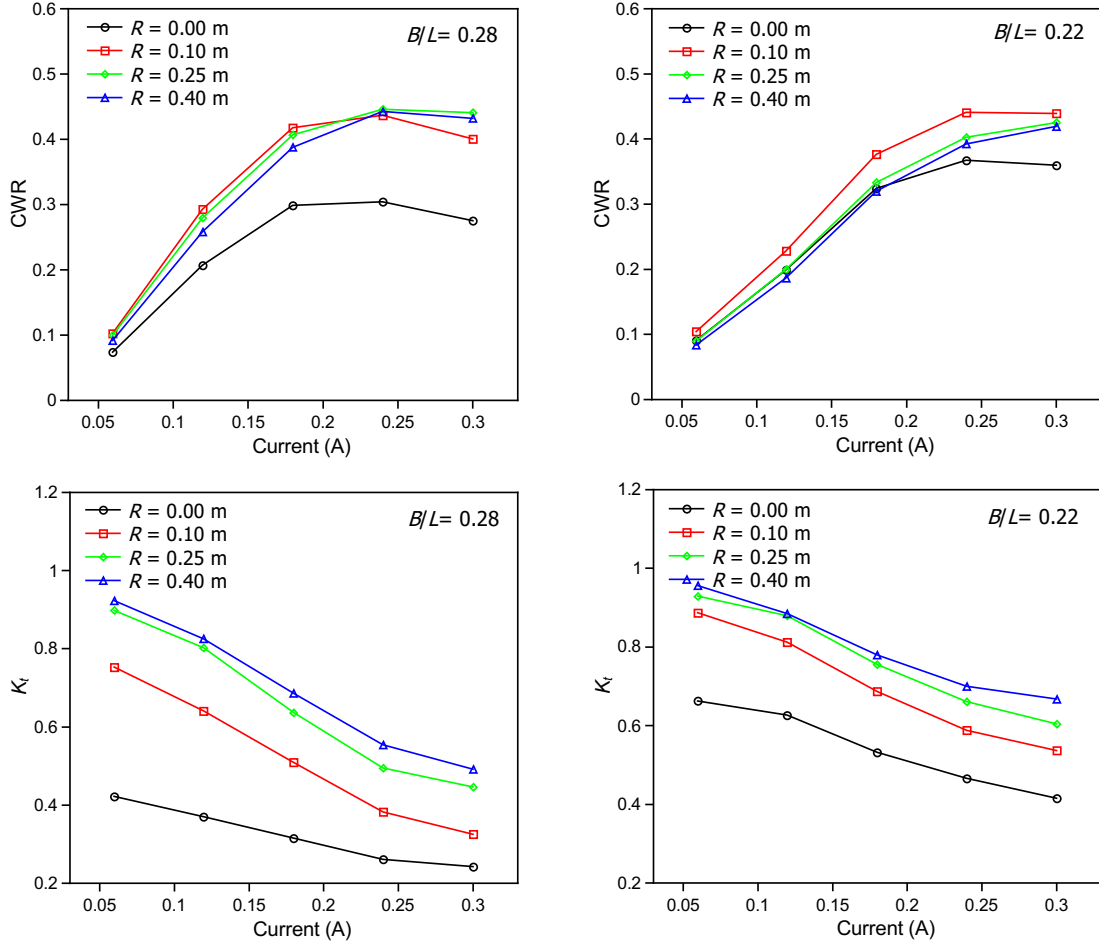 0.6
0.5
0.4
0.3
0.2
0.1
0
CWR
R = 0.00 m
R = 0.10 m
R = 0.25 m
R = 0.40 m
B/L= 0.28
0.05 0.1 0.15 0.2 0.25 0.3
Current (A)
0.6
0.5
0.4
0.3
0.2
0.1
0
CWR
R = 0.00 m
R = 0.10 m
R = 0.25 m
R = 0.40 m
B/L= 0.22
0.05 0.1 0.15 0.2 0.25 0.3
Current (A)
1.2
1
0.8
0.6
0.4
0.2
Kt
R = 0.00 m
R = 0.10 m
R = 0.25 m
R = 0.40 m
B/L= 0.28
0.05 0.1 0.15 0.2 0.25 0.3
Current (A)
1.2
1
0.8
0.6
0.4
0.2
Kt
R = 0.00 m
R = 0.10 m
R = 0.25 m
R = 0.40 m
B/L= 0.22
0.05 0.1 0.15 0.2 0.25 0.3
Current (A)